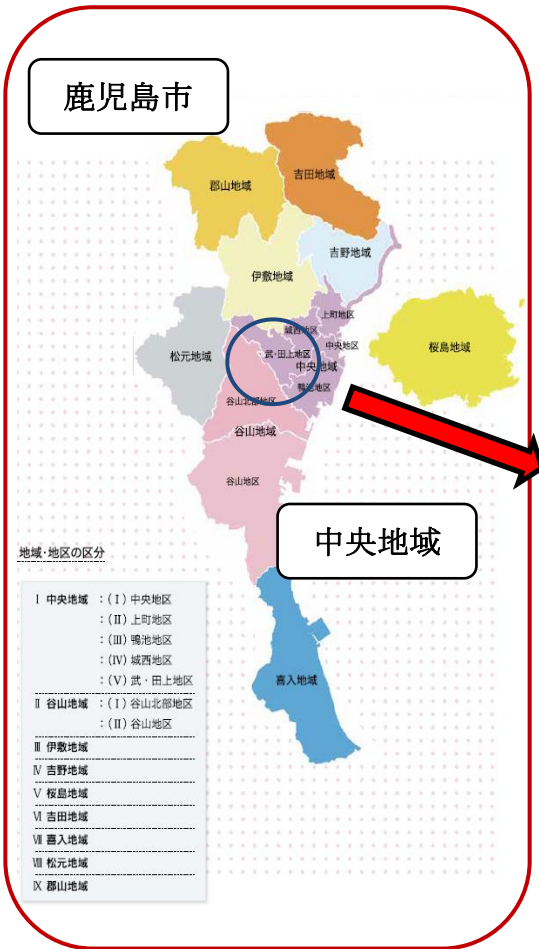 鹿児島市
吉田地域
郡山地域
吉野地域
伊敷地域
上町地区
城西地区
中央地区
武・田上地区
松元地域
桜島地域
中央地域
鴨池地区
谷山北部地区
谷山地域
谷山地区
中央地域
地域・地区の区分
Ⅰ 中央地域 :(Ⅰ) 中央地区
:(Ⅱ) 上町地区
:(Ⅲ) 鴨池地区
:(Ⅳ) 城西地区
:(Ⅴ) 武・田上地区
Ⅱ 谷山地域 :(Ⅰ) 谷山北部地区
:(Ⅱ) 谷山地区
Ⅲ 伊敷地域
Ⅳ 吉野地域
Ⅴ 桜島地域
Ⅵ 吉田地域
Ⅶ 喜入地域
Ⅷ 松元地域
Ⅸ 郡山地域
喜入地域